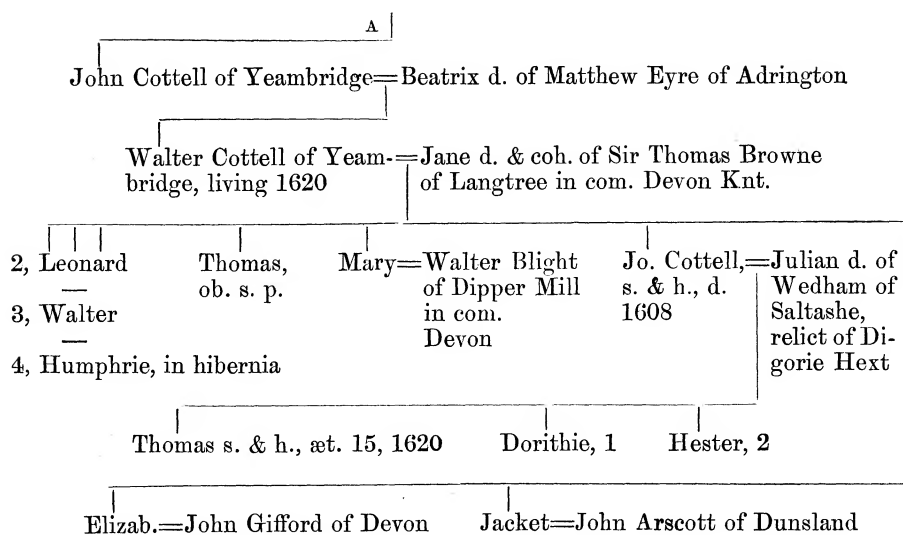 A
John Cottell of Yeambridge=Beatrix d. of Matthew Eyre of Adrington
Walter Cottell of Yeam-=Jane d. & coh. of Sir Thomas Browne
bridge, living 1620 of Langtree in com. Devon Knt.
2, Leonard Thomas, Mary=Walter Blight Jo. Cottell,=Julian d. of
ob. s. p. of Dipper Mill s. & h., d. Wedham of
3, Walter in com. 1608 Saltashe,
Devon relict of Di-
4, Humphrie, in hibernia gorie Hext
Thomas s. & h., æt. 15, 1620 Dorithie, 1 Hester, 2
Elizab.=John Gifford of Devon Jacket=John Arscott of Dunsland